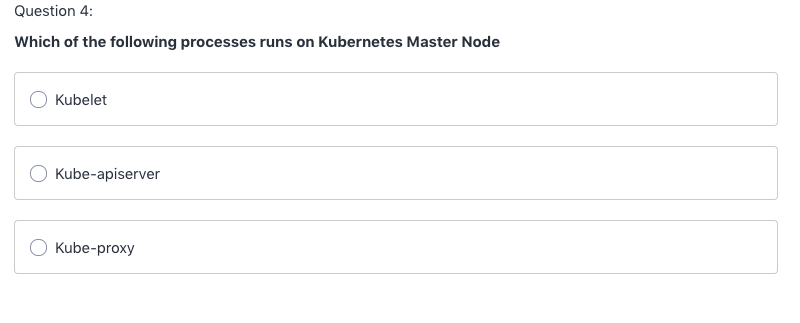 Question 4:
Which of the following processes runs on Kubernetes Master Node
Kubelet
Kube-apiserver
Kube-proxy